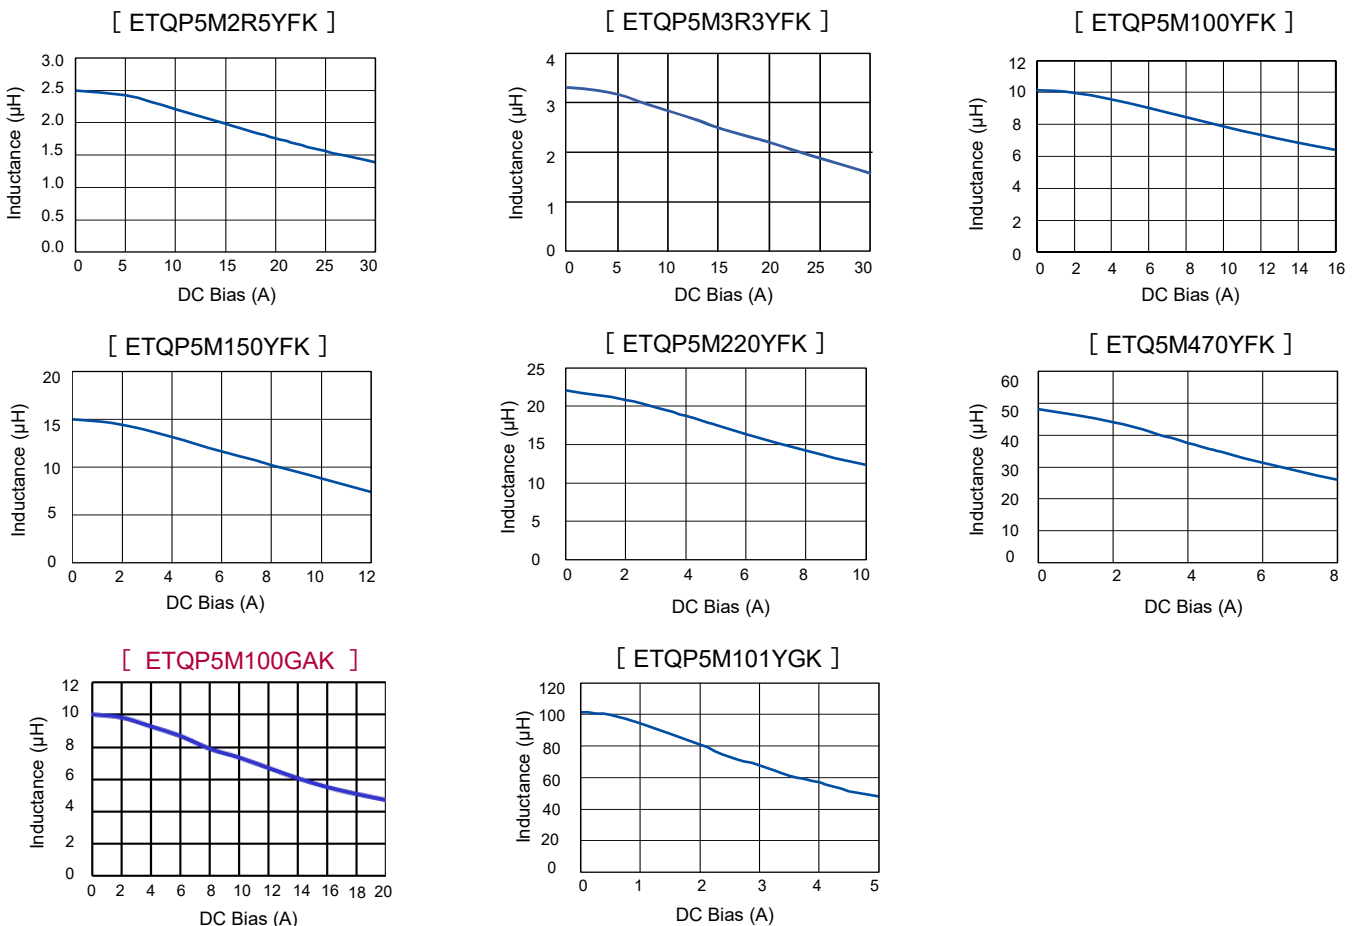 [ ETQP5M2R5YFK ]
3.0
2.5
2.0
1.5
1.0
0.5
0.0
Inductance (μH)
0 5 10 15 20 25 30
DC Bias (A)
[ ETQP5M3R3YFK ]
4
3
2
1
0
Inductance (μH)
0 5 10 15 20 25 30
DC Bias (A)
[ ETQP5M100YFK ]
12
10
8
6
4
2
0
Inductance (μH)
0 2 4 6 8 10 12 14 16
DC Bias (A)
[ ETQP5M150YFK ]
20
15
10
5
0
Inductance (μH)
0 2 4 6 8 10 12
DC Bias (A)
[ ETQP5M220YFK ]
25
20
15
10
5
0
Inductance (μH)
0 2 4 6 8 10
DC Bias (A)
[ ETQ5M470YFK ]
60
50
40
30
20
10
0
Inductance (μH)
0 2 4 6 8
DC Bias (A)
[ ETQP5M100GAK ]
12
10
8
6
4
2
0
Inductance (μH)
0 2 4 6 8 10 12 14 16 18 20
DC Bias (A)
[ ETQP5M101YGK ]
120
100
80
60
40
20
0
Inductance (μH)
0 1 2 3 4 5
DC Bias (A)